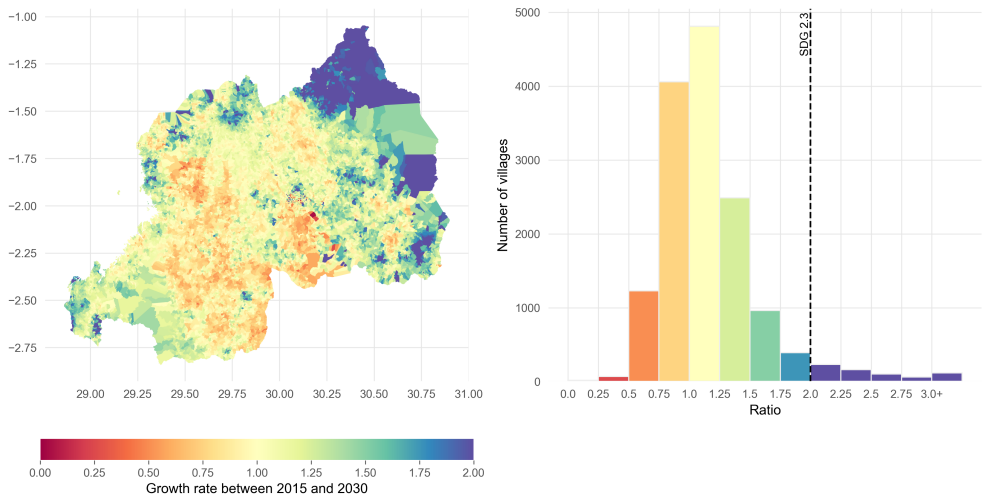 −1.00
−1.25
−1.50
−1.75
−2.00
−2.25
−2.50
−2.75
29.00 29.25 29.50 29.75 30.00 30.25 30.50 30.75 31.00
0.00 0.25 0.50 0.75 1.00 1.25 1.50 1.75 2.00
Growth rate between 2015 and 2030
5000
4000
3000
2000
1000
0
Number of villages
SDG 2.3
0.0 0.25 0.5 0.75 1.0 1.25 1.5 1.75 2.0 2.25 2.5 2.75 3.0+
Ratio